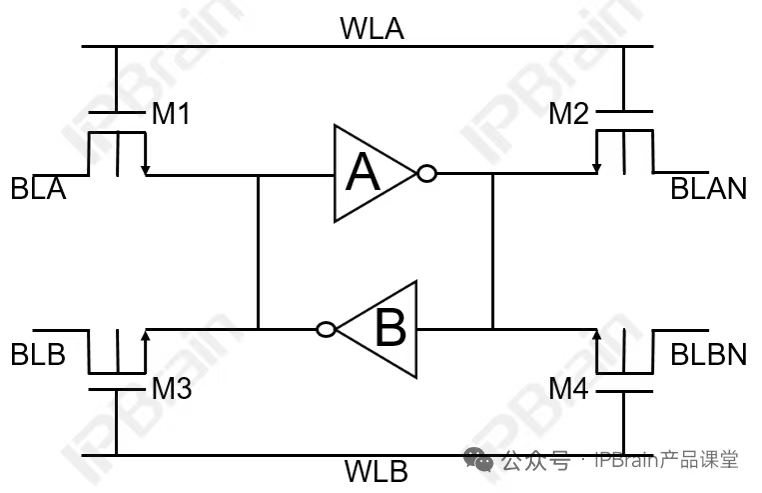 IPBrain
IPBrain
WLA
M1
M2
A
BLA
BLAN
B
BLB
BLBN
M3
M4
IPBrain
IPBrain
WLB
公众号 · IPBrain产品课堂